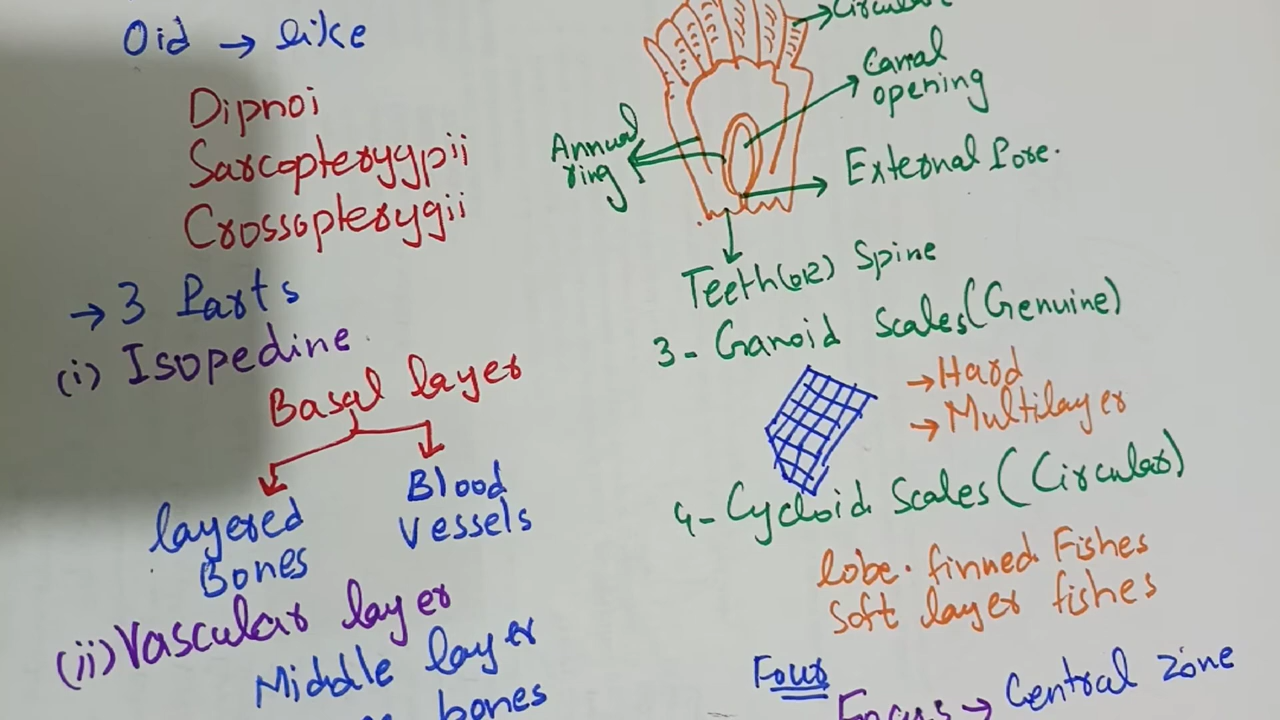 Oid → like
Dipnoi
Sarcopterygpii
Crossopterygii
→ 3 Parts
(i) Isopedine.
Basal layer
layered
Bones
Blood
Vessels
(ii) Vascular layer
Middle layer
bones
Canal
opening
Annual
ring
External Pore.
Teeth (OR) Spine
3- Ganoid Scales (Genuine)
→ Hard
→ Multilayer
4- Cycloid Scales (Circular)
lobe. finned Fishes
Soft layer fishes
Four
Focus → Central Zone